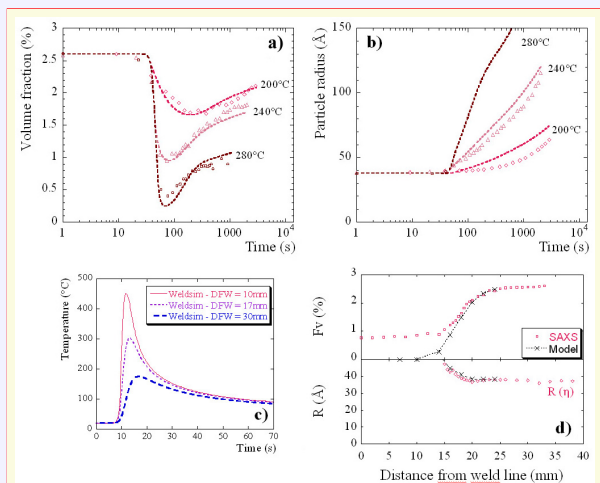 a)
Volume fraction (%)
3
2.5
2
1.5
1
0.5
0
200°C
240°C
280°C
1 10 100 1000 10⁴
Time (s)
b)
Particle radius (Å)
150
100
50
0
280°C
240°C
200°C
1 10 100 1000 10⁴
Time (s)
Temperature (°C)
500
400
300
200
100
0
Weldsim - DFW = 10mm
Weldsim - DFW = 17mm
Weldsim - DFW = 30mm
c)
0 10 20 30 40 50 60 70
Time (s)
Fv (%)
3
2
1
0
SAXS
Model
R (Å)
40
30
20
10
0
R (η)
d)
0 5 10 15 20 25 30 35 40
Distance from weld line (mm)